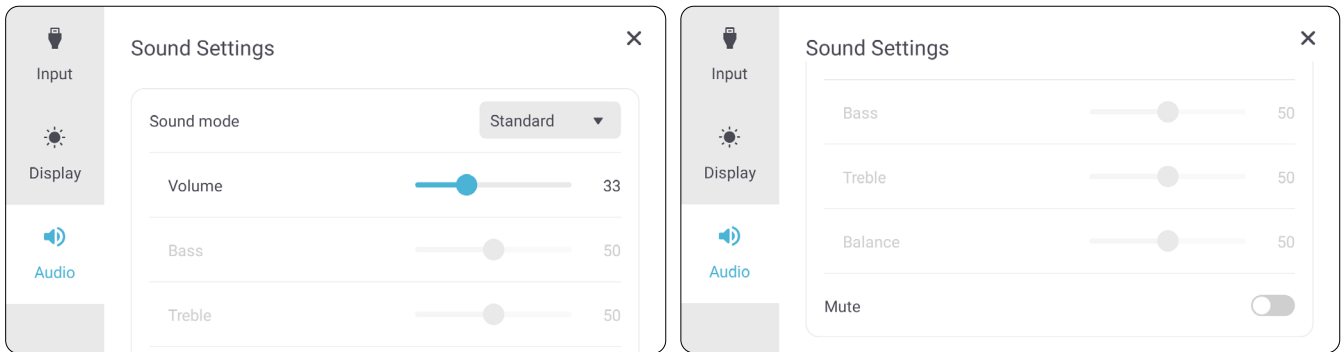 Input
Display
Audio
Sound Settings
Sound mode Standard
Volume 33
Bass 50
Treble 50
Input
Display
Audio
Sound Settings
Bass 50
Treble 50
Balance 50
Mute